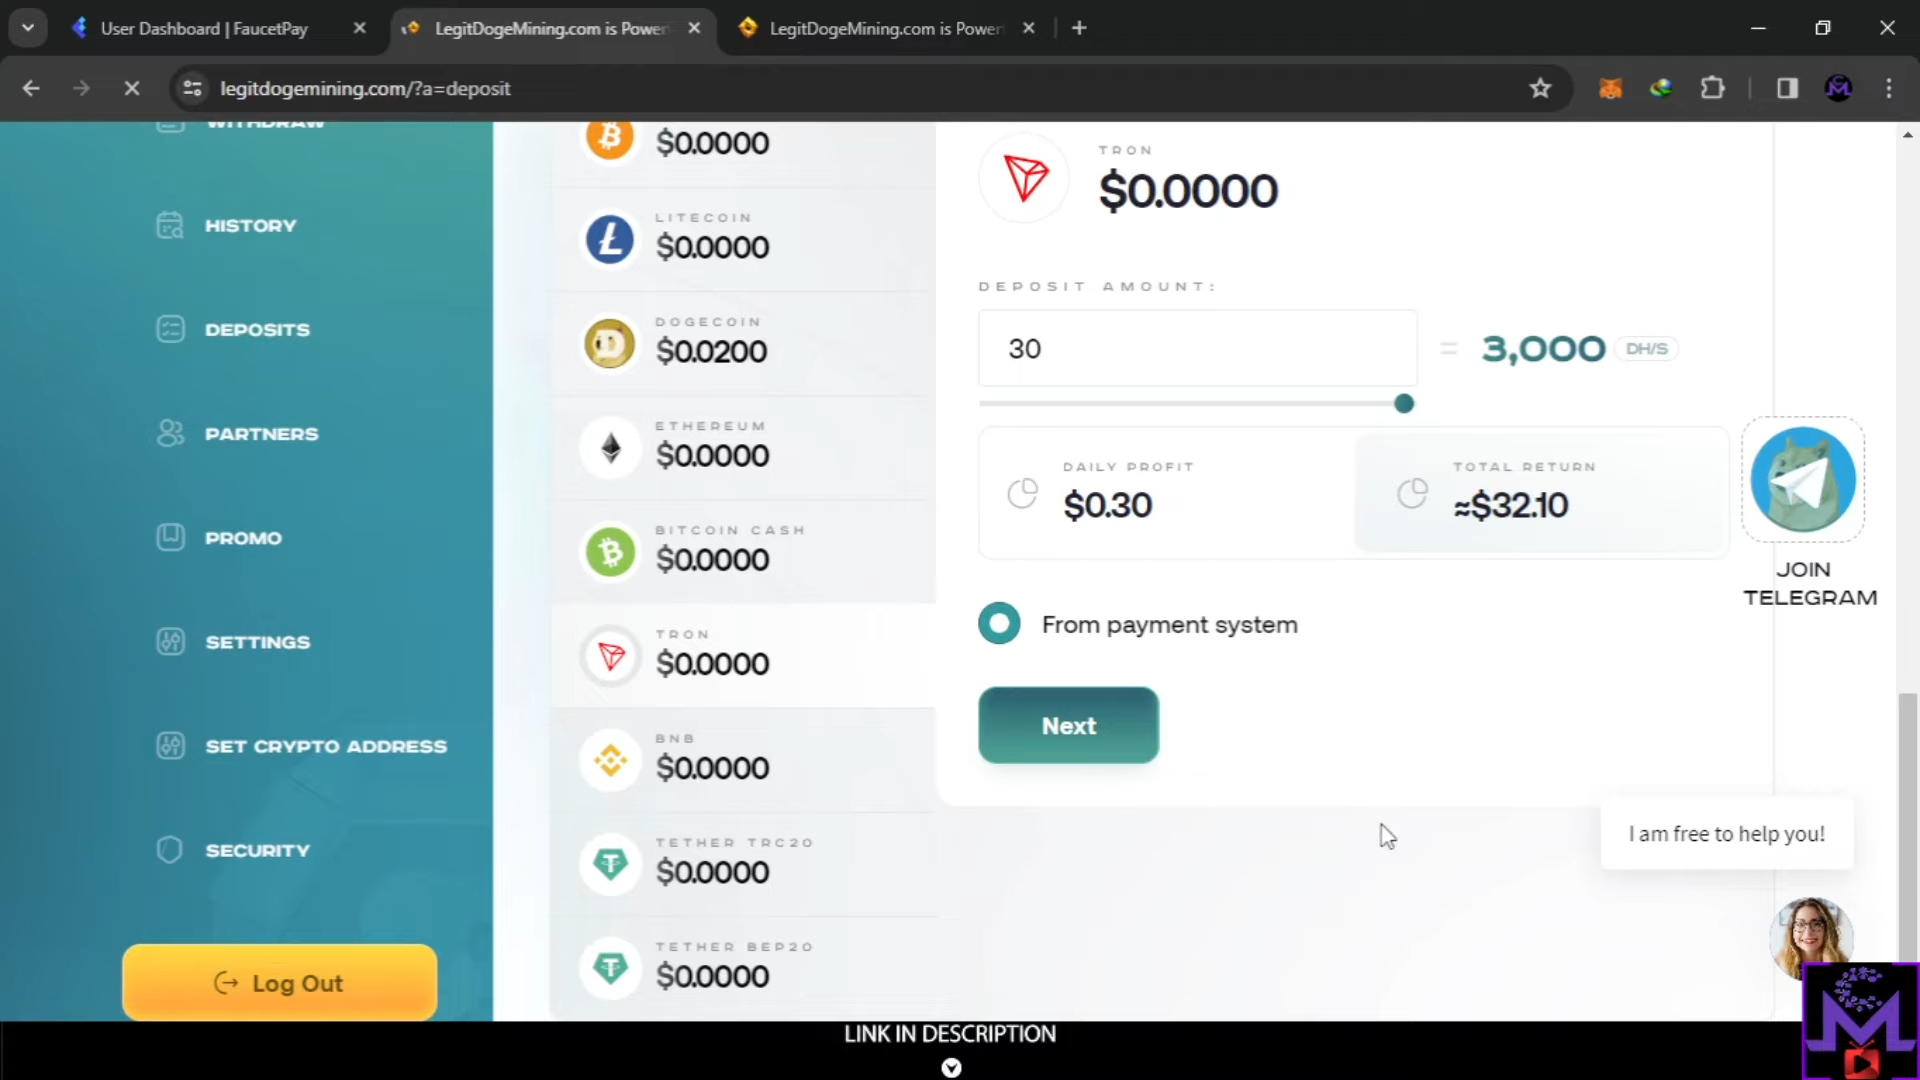 User Dashboard | FaucetPay
LegitDogeMining.com is Power
LegitDogeMining.com is Power
legitdogemining.com/?a=deposit
WITHDRAW
HISTORY
DEPOSITS
PARTNERS
PROMO
SETTINGS
SET CRYPTO ADDRESS
SECURITY
Log Out
$0.0000
LITECOIN
$0.0000
DOGECOIN
$0.0200
ETHEREUM
$0.0000
BITCOIN CASH
$0.0000
TRON
$0.0000
BNB
$0.0000
TETHER TRC20
$0.0000
TETHER BEP20
$0.0000
TRON
$0.0000
DEPOSIT AMOUNT:
30 = 3,000 DH/S
DAILY PROFIT
$0.30
TOTAL RETURN
≈$32.10
From payment system
Next
JOIN
TELEGRAM
I am free to help you!
LINK IN DESCRIPTION